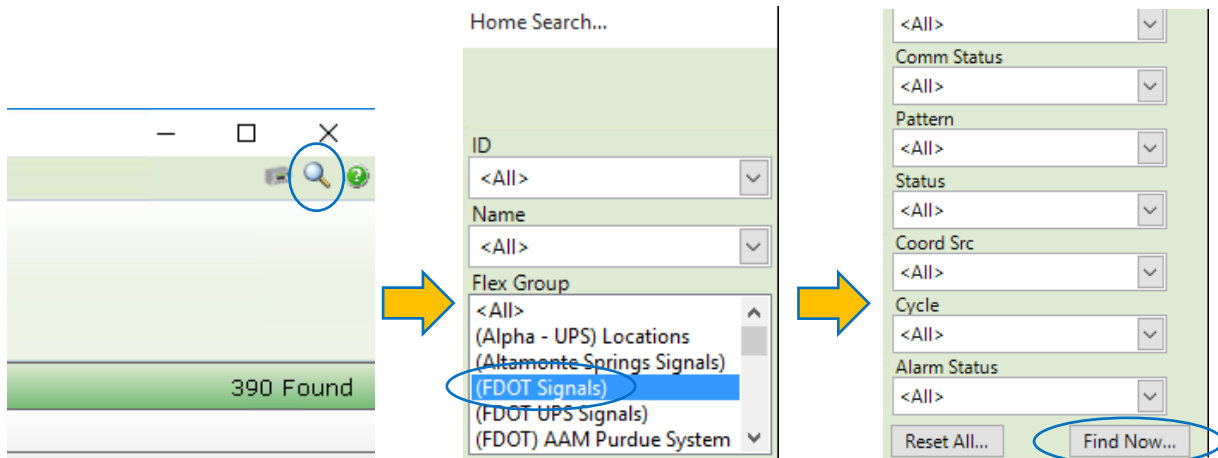 390 Found
Home Search...
ID
<All>
Name
<All>
Flex Group
<All>
(Alpha - UPS) Locations
(Altamonte Springs Signals)
(FDOT Signals)
(FDOT UPS Signals)
(FDOT) AAM Purdue System
<All>
Comm Status
<All>
Pattern
<All>
Status
<All>
Coord Src
<All>
Cycle
<All>
Alarm Status
<All>
Reset All...
Find Now...